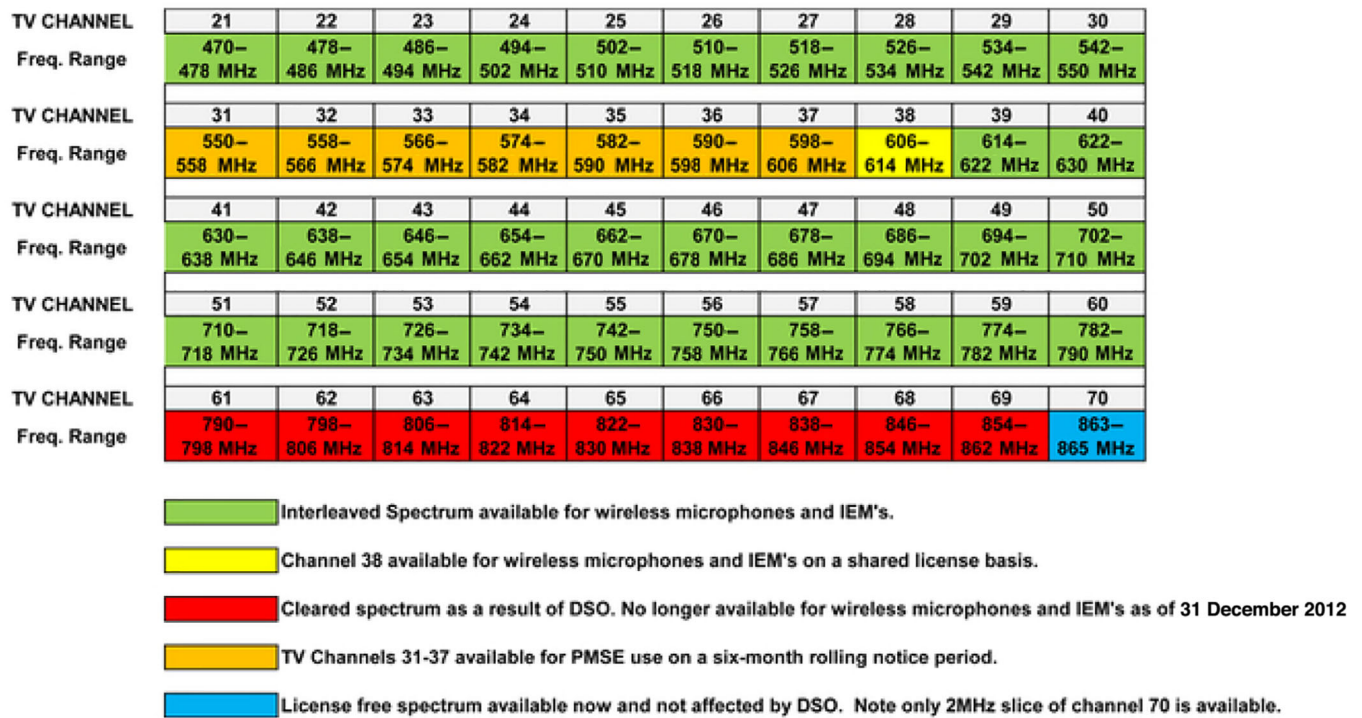 TV CHANNEL 21 22 23 24 25 26 27 28 29 30
Freq. Range 470– 478– 486– 494– 502– 510– 518– 526– 534– 542–
478 MHz 486 MHz 494 MHz 502 MHz 510 MHz 518 MHz 526 MHz 534 MHz 542 MHz 550 MHz
TV CHANNEL 31 32 33 34 35 36 37 38 39 40
Freq. Range 550– 558– 566– 574– 582– 590– 598– 606– 614– 622–
558 MHz 566 MHz 574 MHz 582 MHz 590 MHz 598 MHz 606 MHz 614 MHz 622 MHz 630 MHz
TV CHANNEL 41 42 43 44 45 46 47 48 49 50
Freq. Range 630– 638– 646– 654– 662– 670– 678– 686– 694– 702–
638 MHz 646 MHz 654 MHz 662 MHz 670 MHz 678 MHz 686 MHz 694 MHz 702 MHz 710 MHz
TV CHANNEL 51 52 53 54 55 56 57 58 59 60
Freq. Range 710– 718– 726– 734– 742– 750– 758– 766– 774– 782–
718 MHz 726 MHz 734 MHz 742 MHz 750 MHz 758 MHz 766 MHz 774 MHz 782 MHz 790 MHz
TV CHANNEL 61 62 63 64 65 66 67 68 69 70
Freq. Range 790– 798– 806– 814– 822– 830– 838– 846– 854– 863–
798 MHz 806 MHz 814 MHz 822 MHz 830 MHz 838 MHz 846 MHz 854 MHz 862 MHz 865 MHz
Interleaved Spectrum available for wireless microphones and IEM's.
Channel 38 available for wireless microphones and IEM's on a shared license basis.
Cleared spectrum as a result of DSO. No longer available for wireless microphones and IEM's as of 31 December 2012
TV Channels 31-37 available for PMSE use on a six-month rolling notice period.
License free spectrum available now and not affected by DSO. Note only 2MHz slice of channel 70 is available.